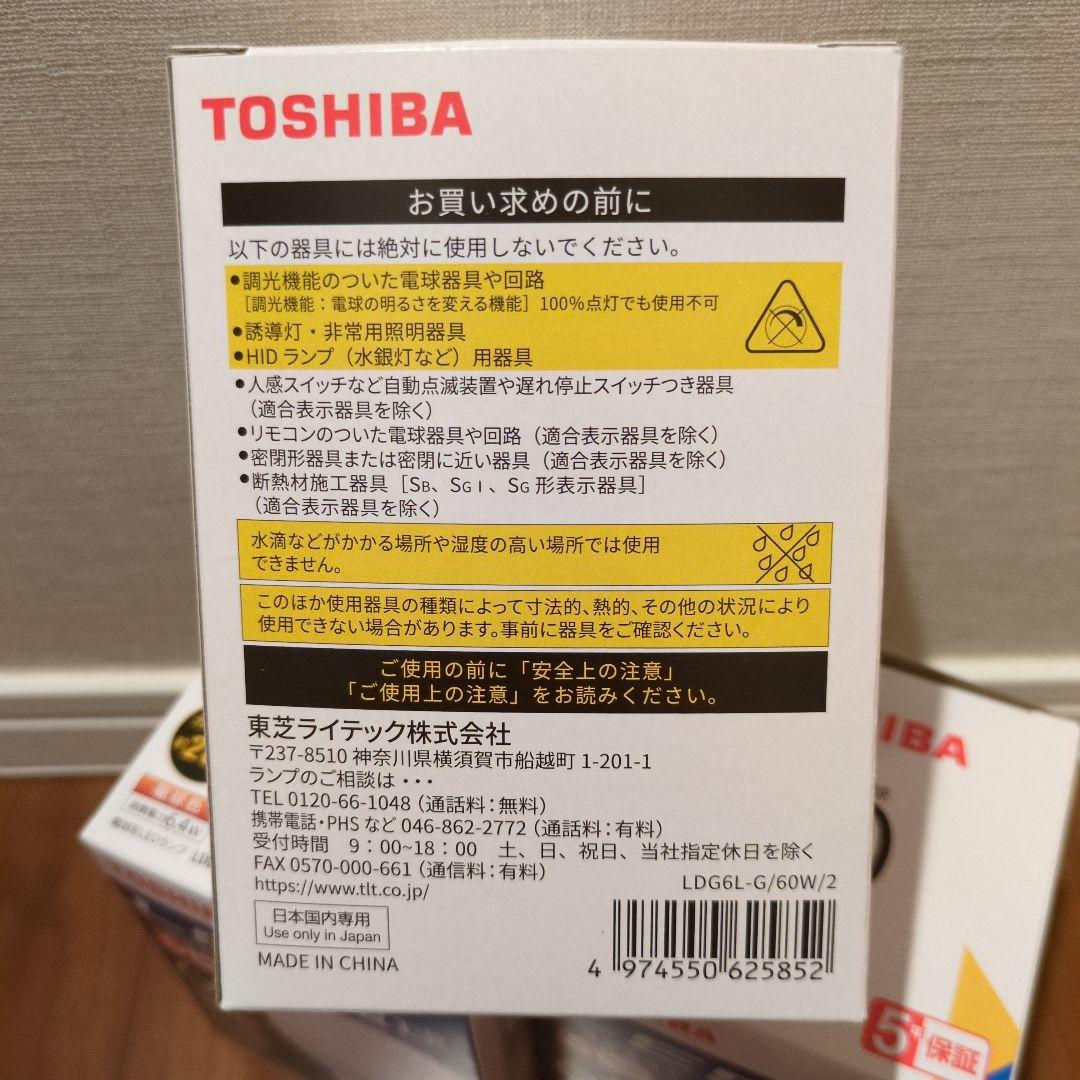 TOSHIBA
お買い求めの前に
以下の器具には絶対に使用しないでください。
●調光機能のついた電球器具や回路
[調光機能：電球の明るさを変える機能] 100%点灯でも使用不可
●誘導灯・非常用照明器具
●HIDランプ（水銀灯など）用器具
●人感スイッチなど自動点滅装置や遅れ停止スイッチつき器具
（適合表示器具を除く）
●リモコンのついた電球器具や回路（適合表示器具を除く）
●密閉形器具または密閉に近い器具（適合表示器具を除く）
●断熱材施工器具［SB、SGI、SG 形表示器具］
（適合表示器具を除く）
水滴などがかかる場所や湿度の高い場所では使用
できません。
このほか使用器具の種類によって寸法的、熱的、その他の状況により
使用できない場合があります。事前に器具をご確認ください。
ご使用の前に「安全上の注意」
「ご使用上の注意」をお読みください。
東芝ライテック株式会社
〒237-8510 神奈川県横須賀市船越町 1-201-1
ランプのご相談は・・・
TEL 0120-66-1048（通話料：無料）
携帯電話・PHSなど 046-862-2772（通話料：有料）
受付時間 9：00~18：00 土、日、祝日、当社指定休日を除く
FAX 0570-000-661（通信料：有料）
https://www.tlt.co.jp/
LDG6L-G/60W/2
日本国内専用
Use only in Japan
MADE IN CHINA
4 974550 625852
IBA
6.4W
TOSHIBA
5年保証